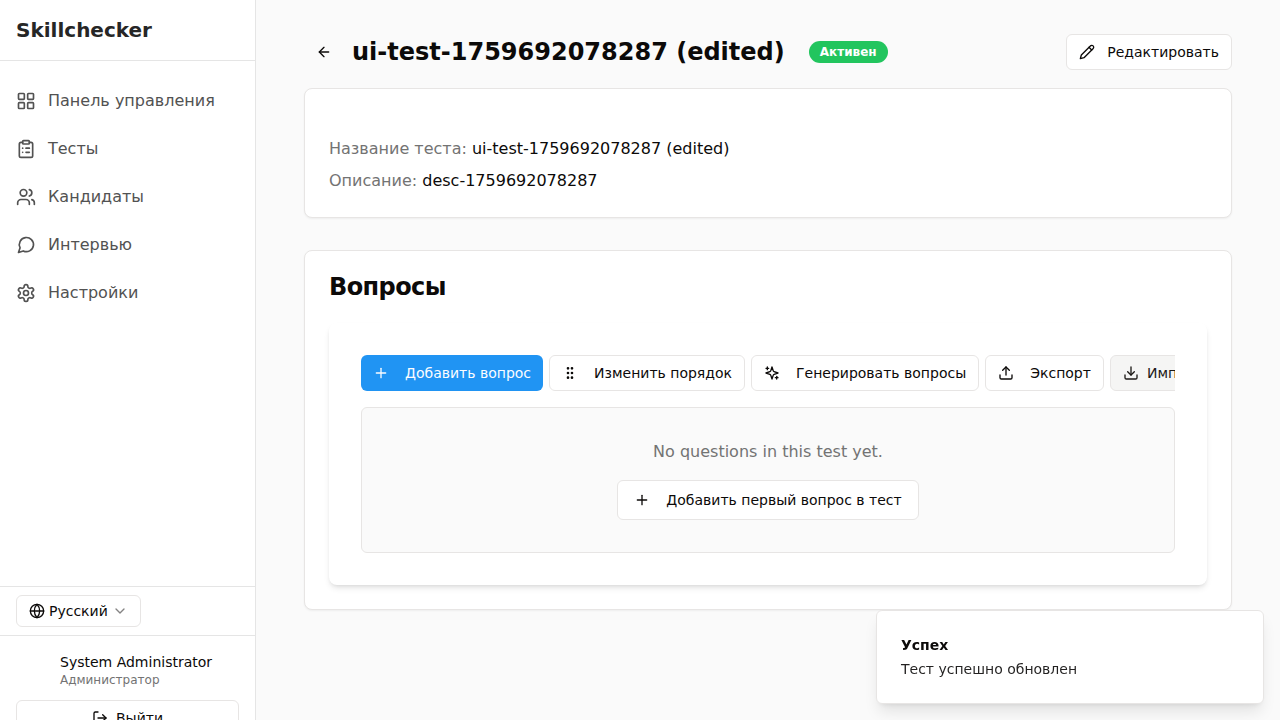 Skillchecker
Панель управления
Тесты
Кандидаты
Интервью
Настройки
Русский
System Administrator
Администратор
Выйти
ui-test-1759692078287 (edited)
Активен
Редактировать
Название теста: ui-test-1759692078287 (edited)
Описание: desc-1759692078287
Вопросы
Добавить вопрос
Изменить порядок
Генерировать вопросы
Экспорт
Имп
No questions in this test yet.
Добавить первый вопрос в тест
Успех
Тест успешно обновлен